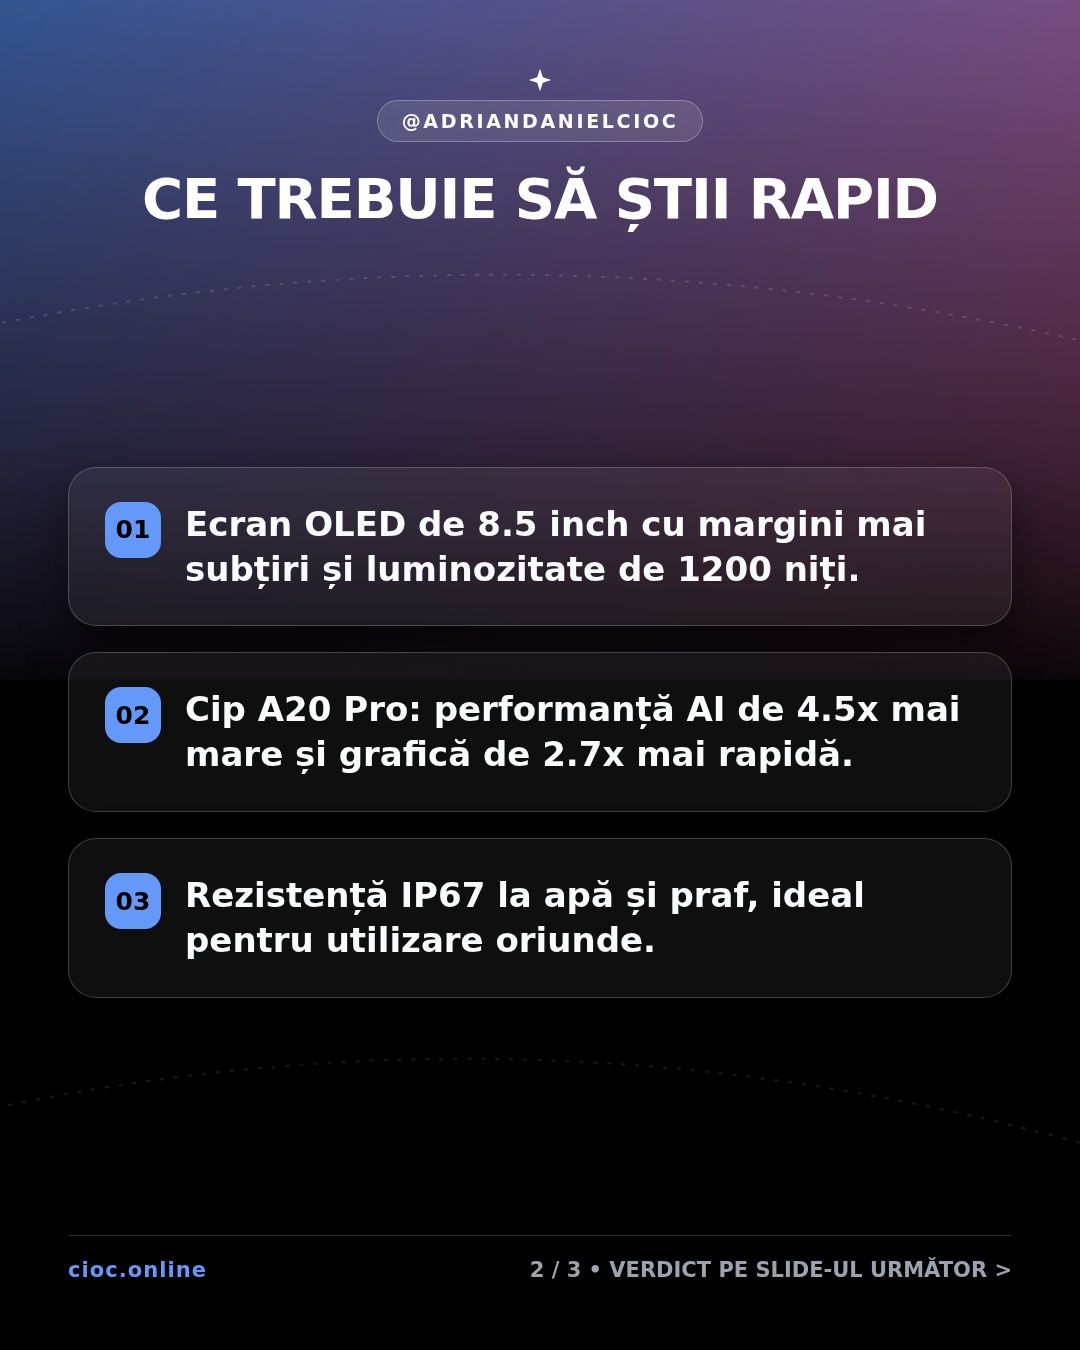 @ADRIANDANIELCIOC
CE TREBUIE SĂ ȘTII RAPID
01
Ecran OLED de 8.5 inch cu margini mai
subțiri și luminozitate de 1200 niți.
02
Cip A20 Pro: performanță AI de 4.5x mai
mare și grafică de 2.7x mai rapidă.
03
Rezistență IP67 la apă și praf, ideal
pentru utilizare oriunde.
cioc.online
2 / 3 • VERDICT PE SLIDE-UL URMĂTOR >